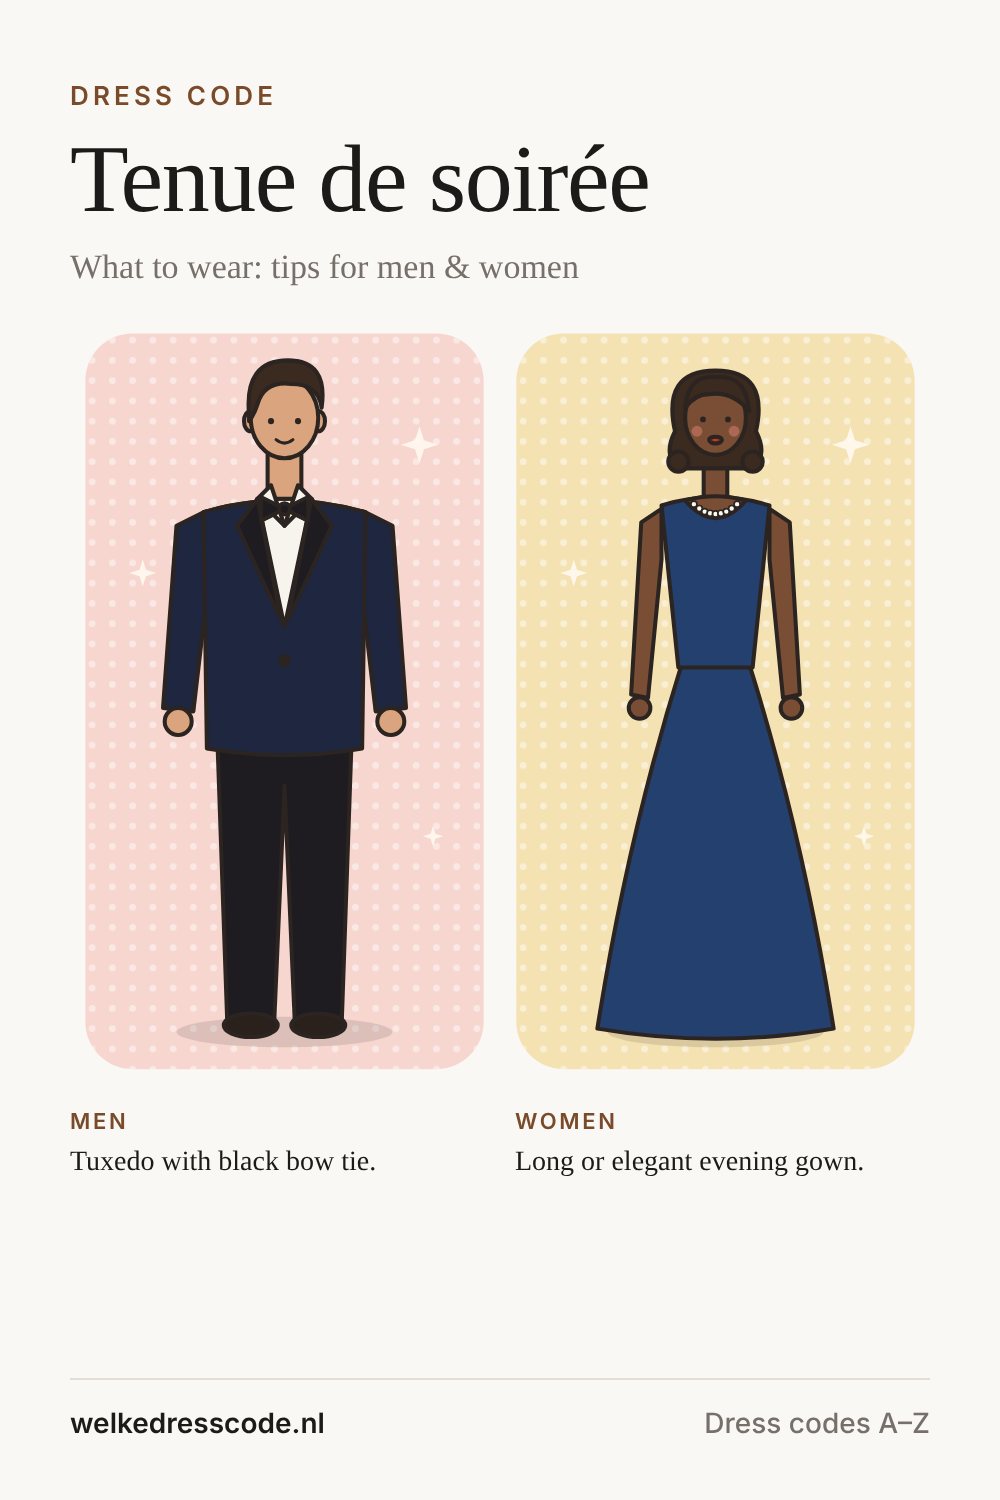 DRESS CODE
Tenue de soirée
What to wear: tips for men & women
MEN
Tuxedo with black bow tie.
WOMEN
Long or elegant evening gown.
welkedresscode.nl
Dress codes A–Z